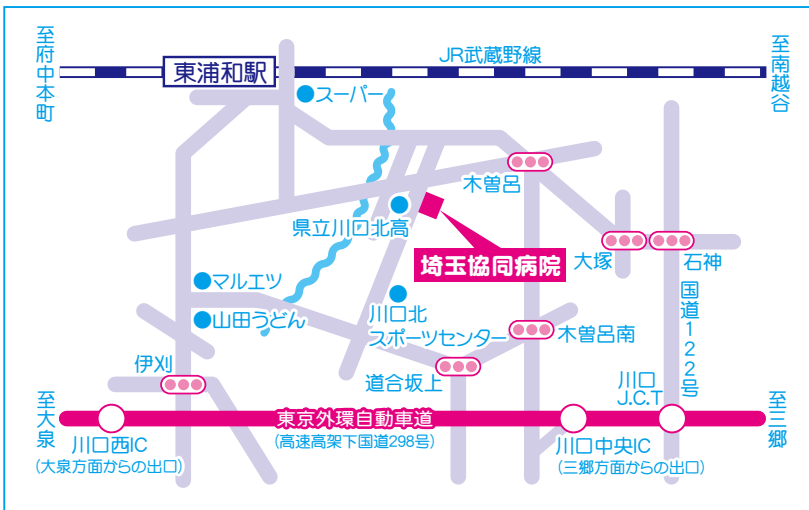 至府中本町
東浦和駅
JR武蔵野線
至南越谷
スーパー
木曽呂
県立川口北高
埼玉協同病院
大塚
石神
マルエツ
山田うどん
川口北
スポーツセンター
木曽呂南
国道122号
伊刈
道合坂上
川口
J.C.T
至大泉
東京外環自動車道
(高速高架下国道298号)
至三郷
川口西IC
(大泉方面からの出口)
川口中央IC
(三郷方面からの出口)